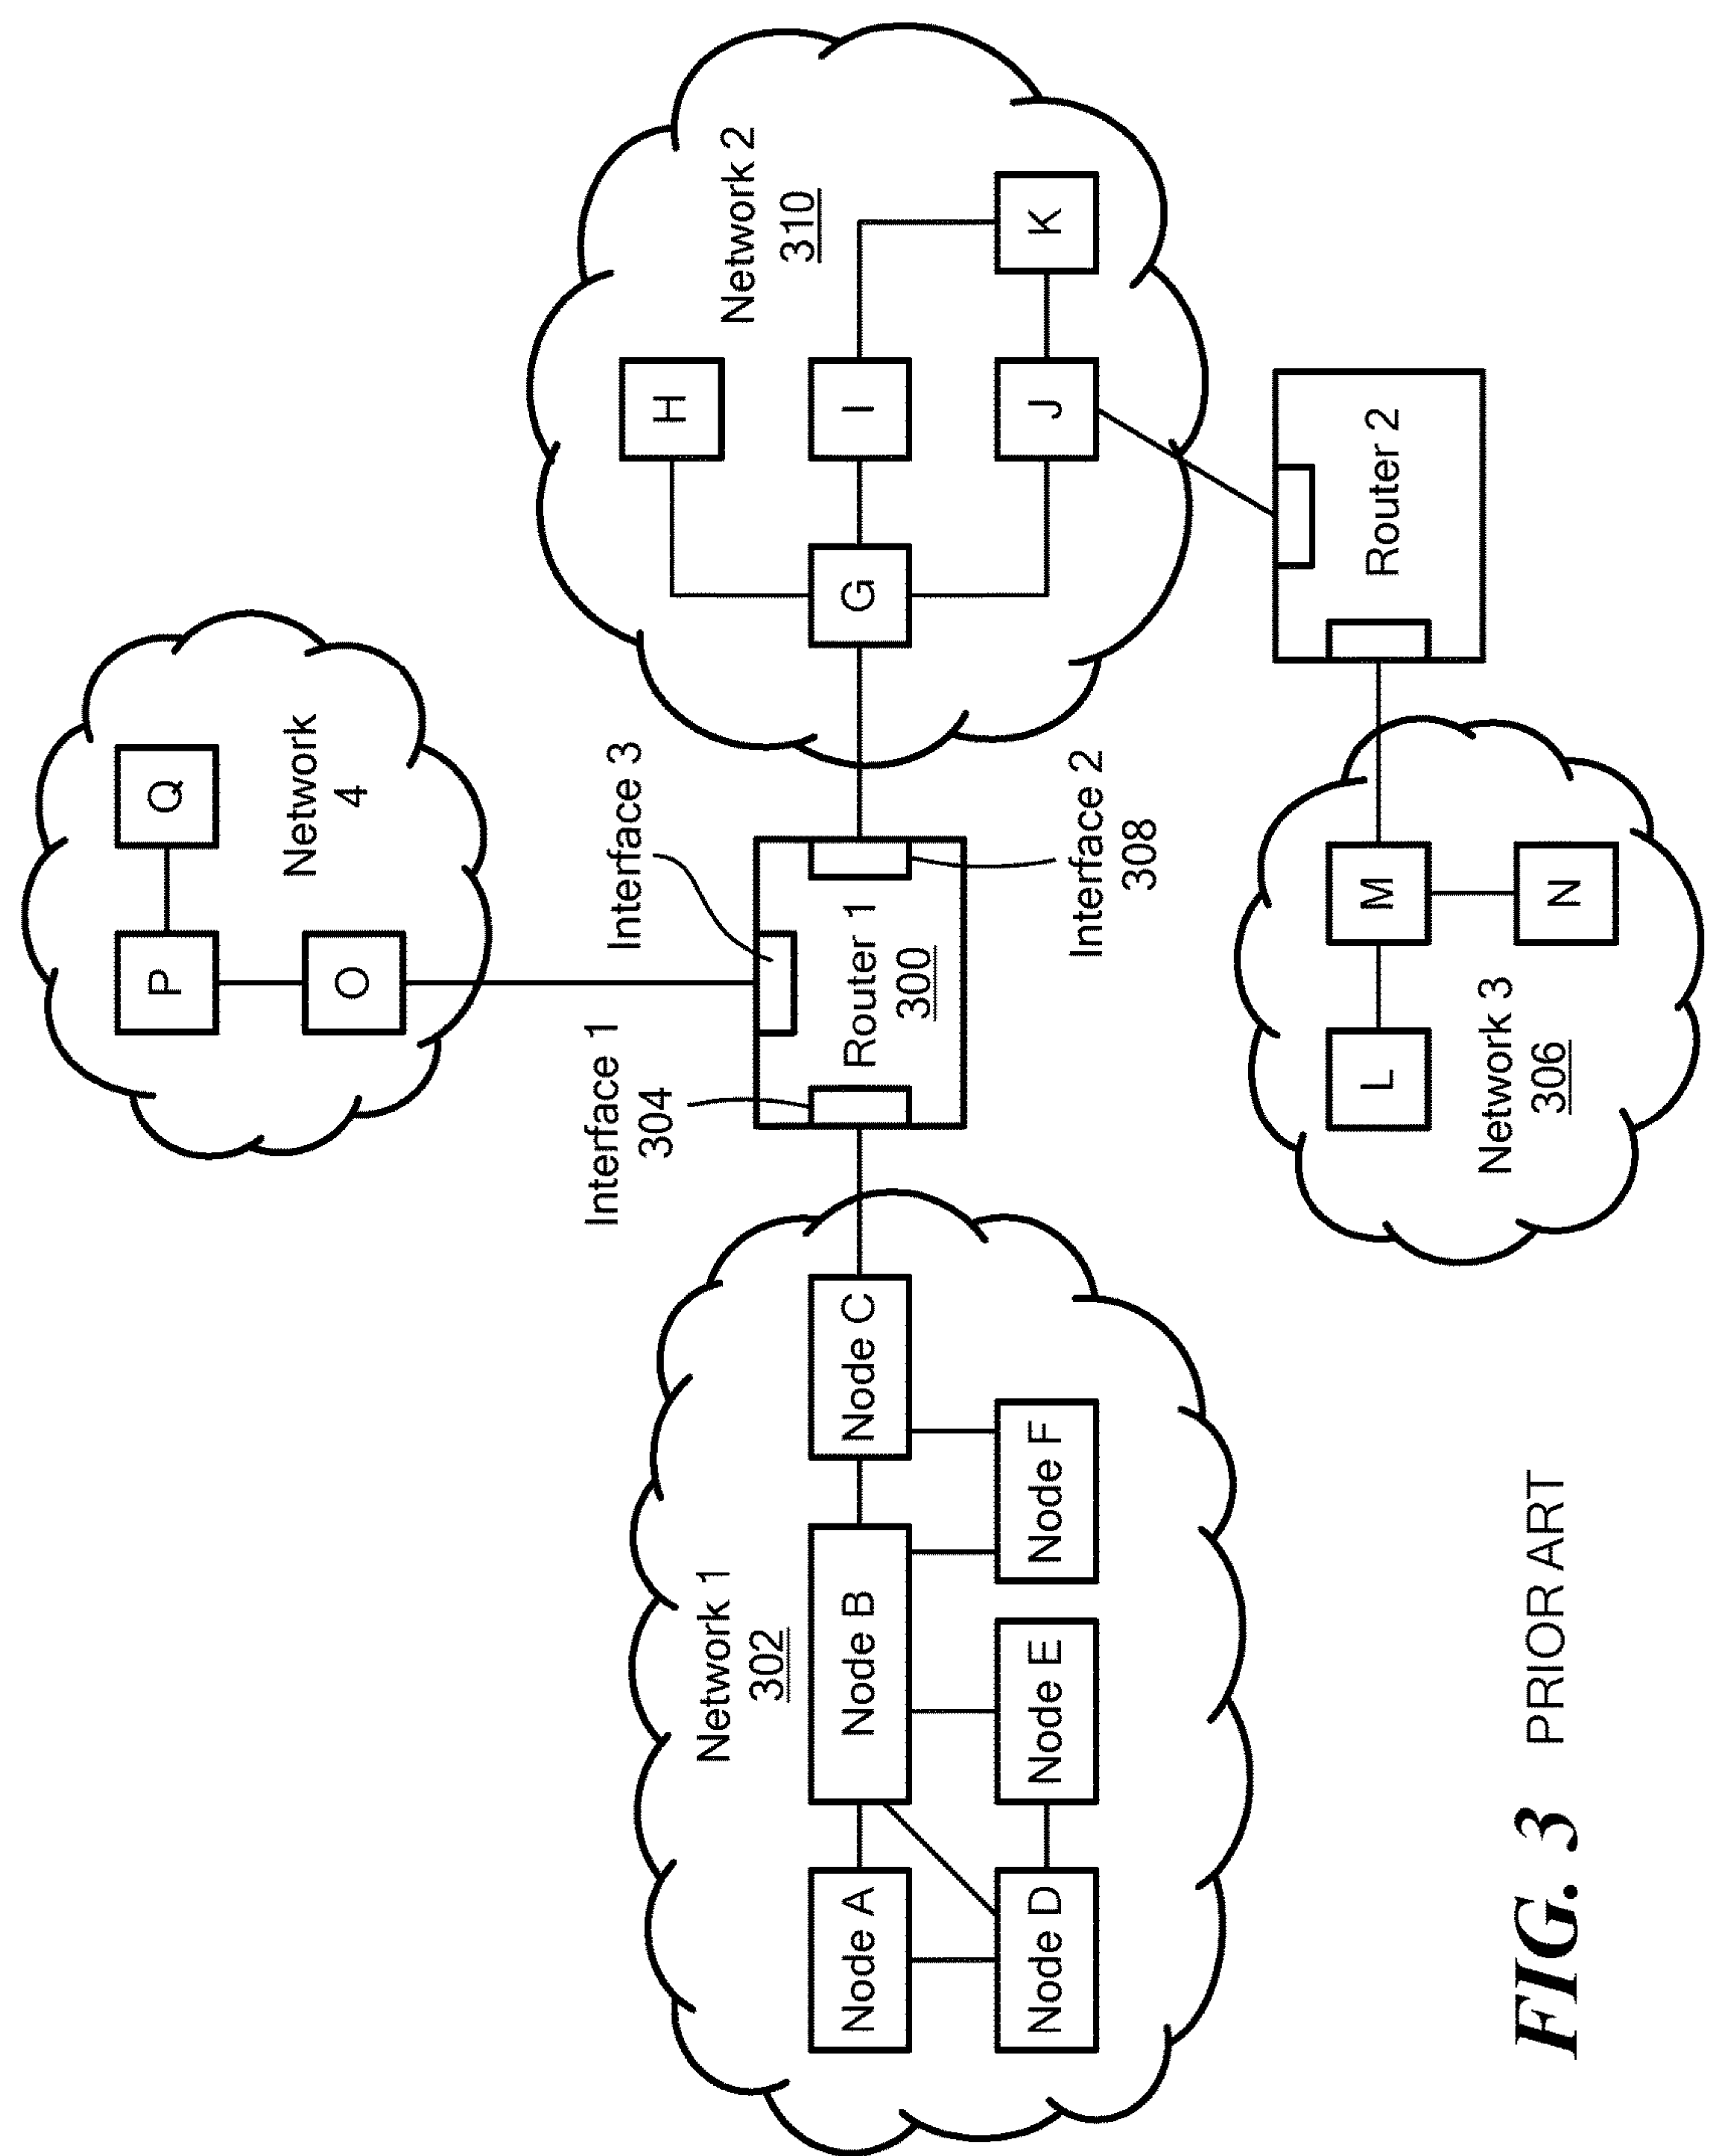 Network
4
Q
P
O
Interface 3
Interface 1
304
Router 1
300
Interface 2
308
Network 2
310
H
I
G
J
K
Router 2
Network 1
302
Node A
Node B
Node C
Node D
Node E
Node F
Network 3
306
L
M
N
FIG. 3 PRIOR ART